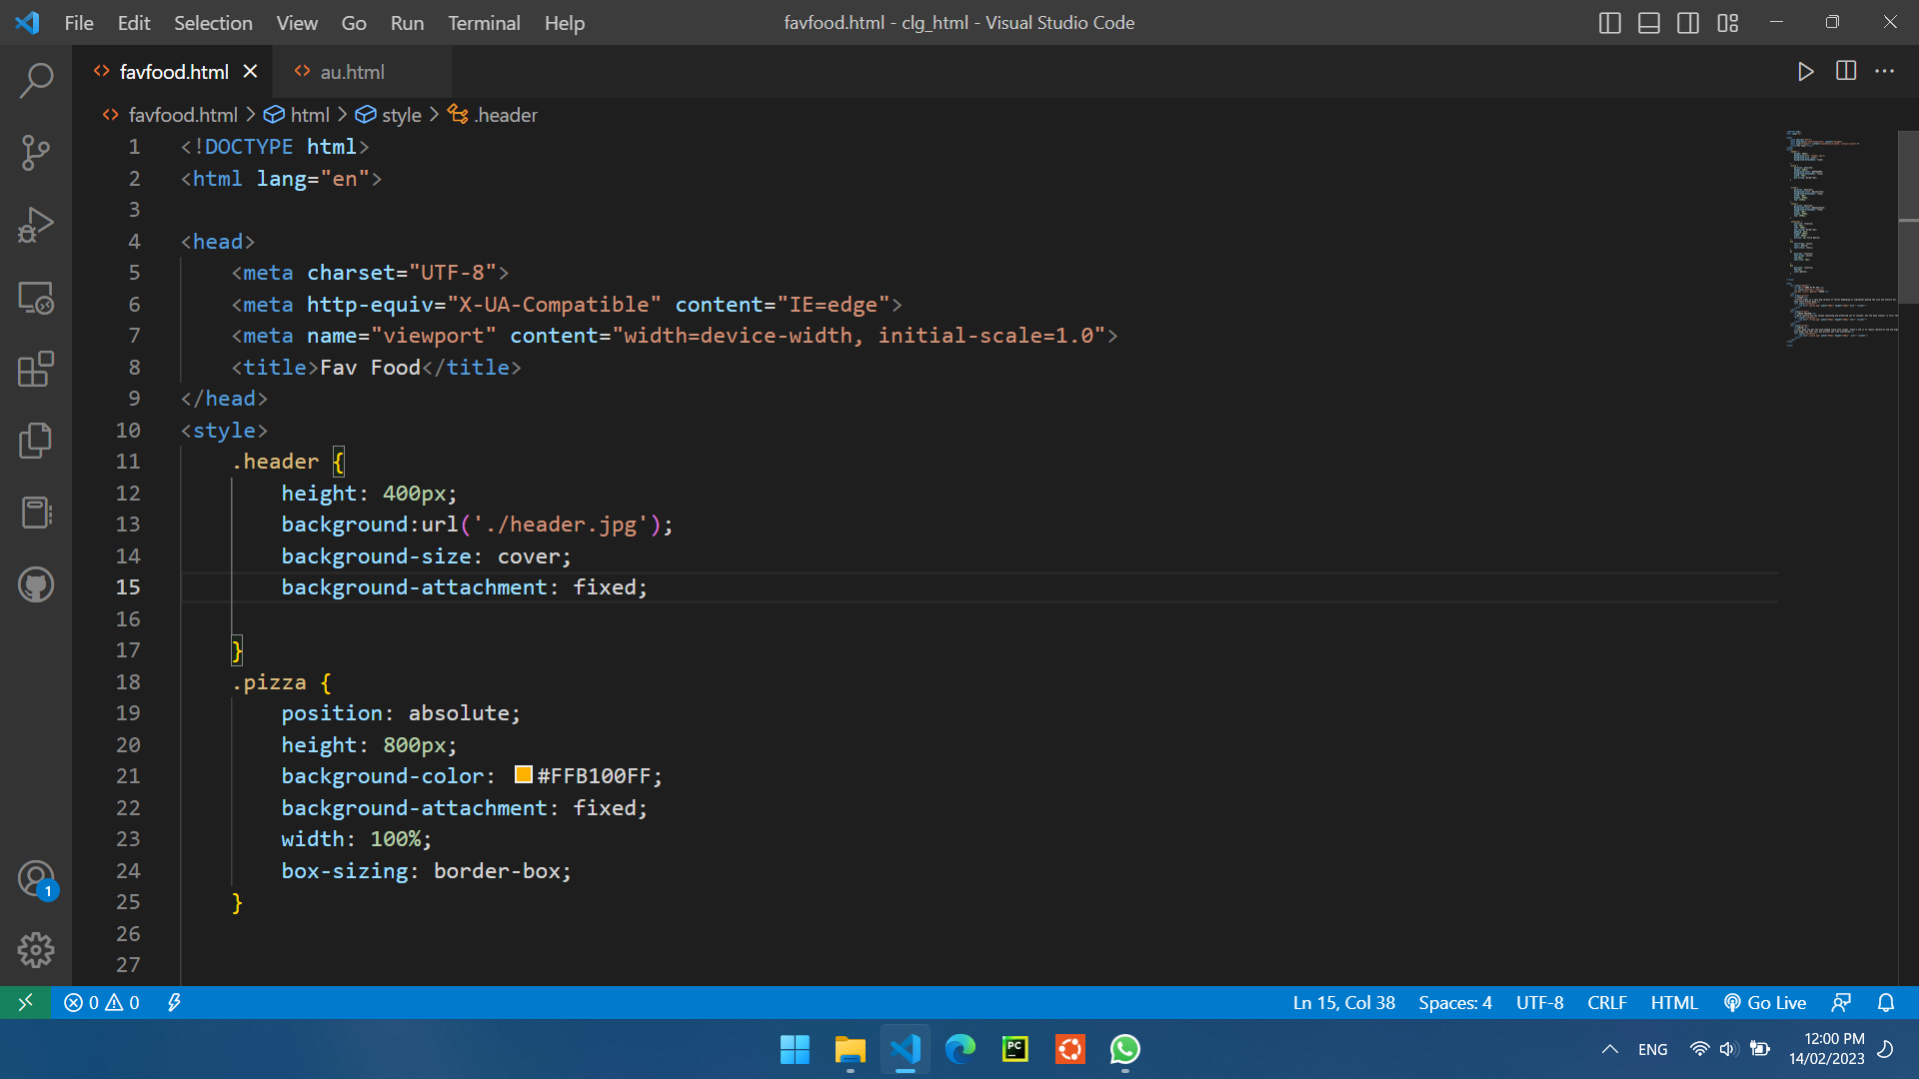 File Edit Selection View Go Run Terminal Help
favfood.html - clg_html - Visual Studio Code
favfood.html
au.html
favfood.html > html > style > .header
1 <!DOCTYPE html>
2 <html lang="en">
3
4 <head>
5 <meta charset="UTF-8">
6 <meta http-equiv="X-UA-Compatible" content="IE=edge">
7 <meta name="viewport" content="width=device-width, initial-scale=1.0">
8 <title>Fav Food</title>
9 </head>
10 <style>
11 .header {
12 height: 400px;
13 background:url('./header.jpg');
14 background-size: cover;
15 background-attachment: fixed;
16
17 }
18 .pizza {
19 position: absolute;
20 height: 800px;
21 background-color: #FFB100FF;
22 background-attachment: fixed;
23 width: 100%;
24 box-sizing: border-box;
25 }
26
27
1
0 0
Ln 15, Col 38 Spaces: 4 UTF-8 CRLF HTML Go Live
PC
ENG
12:00 PM
14/02/2023